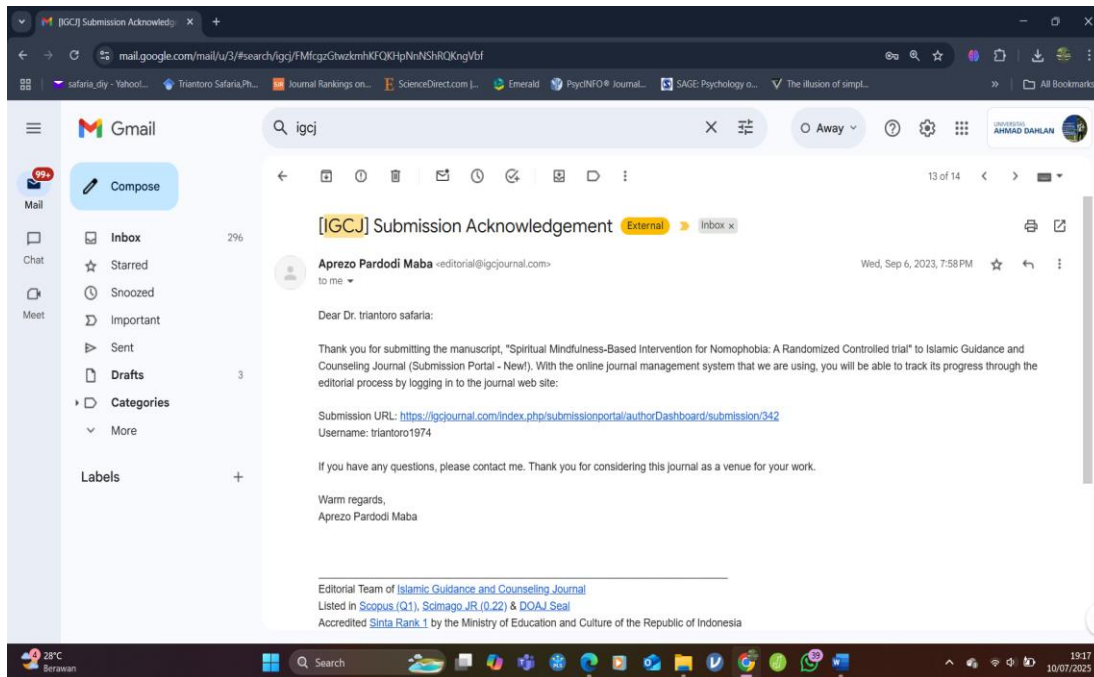 [IGCJ] Submission Acknowledg
mail.google.com/mail/u/3/#search/igcj/FMfcgzGtwzkmhKFQKHpNnNShRQKngVbf
safaria_diy - Yahoo!... Triantoro Safaria,Ph... Journal Rankings on... ScienceDirect.com |... Emerald PsycINFO® Journal... SAGE: Psychology o... The illusion of simpl... » All Bookmarks
Gmail
igcj
Away
UNIVERSITAS
AHMAD DAHLAN
99+
Mail
Chat
Meet
Compose
Inbox 296
Starred
Snoozed
Important
Sent
Drafts 3
Categories
More
Labels +
13 of 14
[IGCJ] Submission Acknowledgement External Inbox x
Aprezo Pardodi Maba <editorial@igcjournal.com> Wed, Sep 6, 2023, 7:58 PM
to me
Dear Dr. triantoro safaria:
Thank you for submitting the manuscript, "Spiritual Mindfulness-Based Intervention for Nomophobia: A Randomized Controlled trial" to Islamic Guidance and
Counseling Journal (Submission Portal - New!). With the online journal management system that we are using, you will be able to track its progress through the
editorial process by logging in to the journal web site:
Submission URL: https://igcjournal.com/index.php/submissionportal/authorDashboard/submission/342
Username: triantoro1974
If you have any questions, please contact me. Thank you for considering this journal as a venue for your work.
Warm regards,
Aprezo Pardodi Maba
Editorial Team of Islamic Guidance and Counseling Journal
Listed in Scopus (Q1), Scimago JR (0.22) & DOAJ Seal
Accredited Sinta Rank 1 by the Ministry of Education and Culture of the Republic of Indonesia
4
28°C
Berawan
Search
39
19:17
10/07/2025